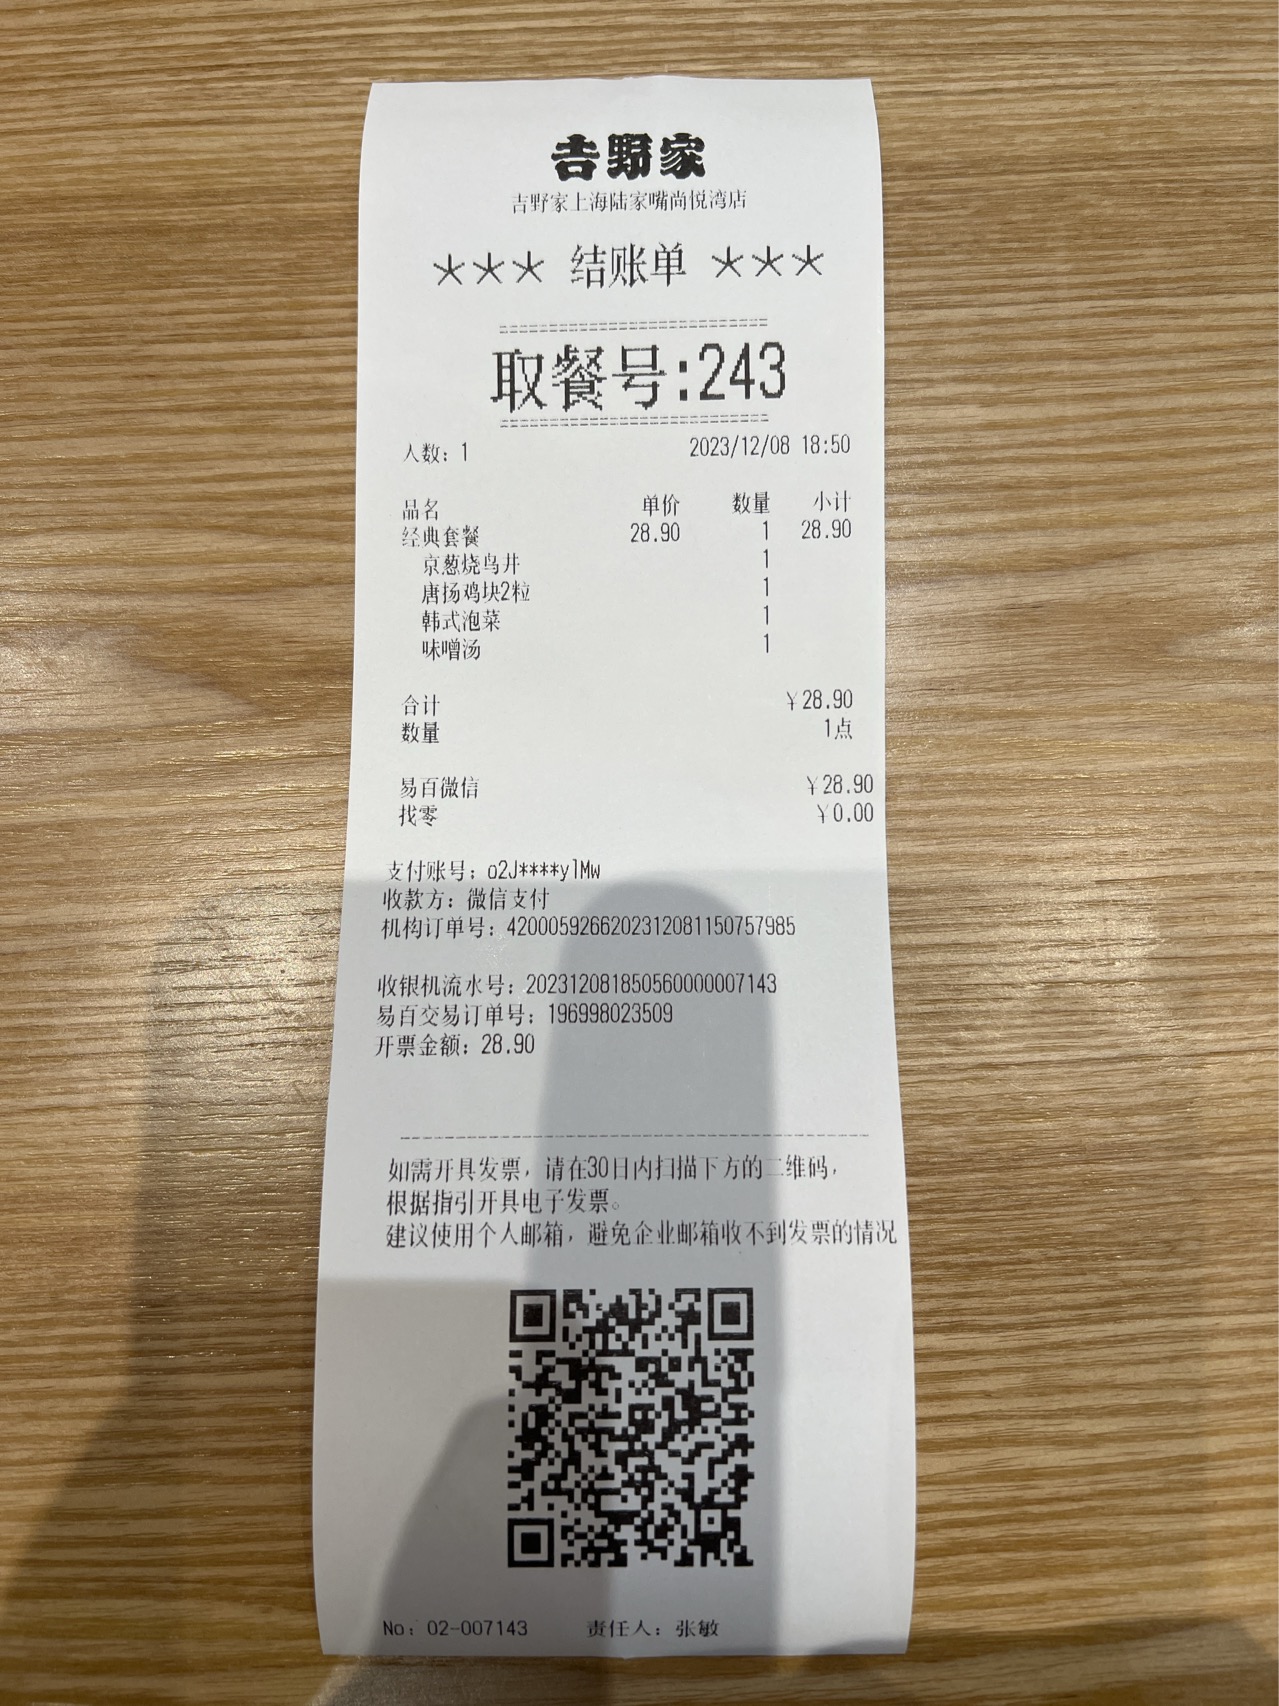 吉野家
吉野家上海陆家嘴尚悦湾店
*** 结账单 ***
取餐号:243
人数: 1 2023/12/08 18:50
品名 单价 数量 小计
经典套餐 28.90 1 28.90
京葱烧鸟井 1
唐扬鸡块2粒 1
韩式泡菜 1
味噌汤 1
合计 ¥28.90
数量 1点
易百微信 ¥28.90
找零 ¥0.00
支付账号: o2J****ylMw
收款方: 微信支付
机构订单号: 4200059266202312081150757985
收银机流水号: 2023120818505600000071​43
易百交易订单号: 196998023509
开票金额: 28.90
如需开具发票, 请在30日内扫描下方的二维码,
根据指引开具电子发票。
建议使用个人邮箱, 避免企业邮箱收不到发票的情况
No: 02-007143 责任人: 张敏